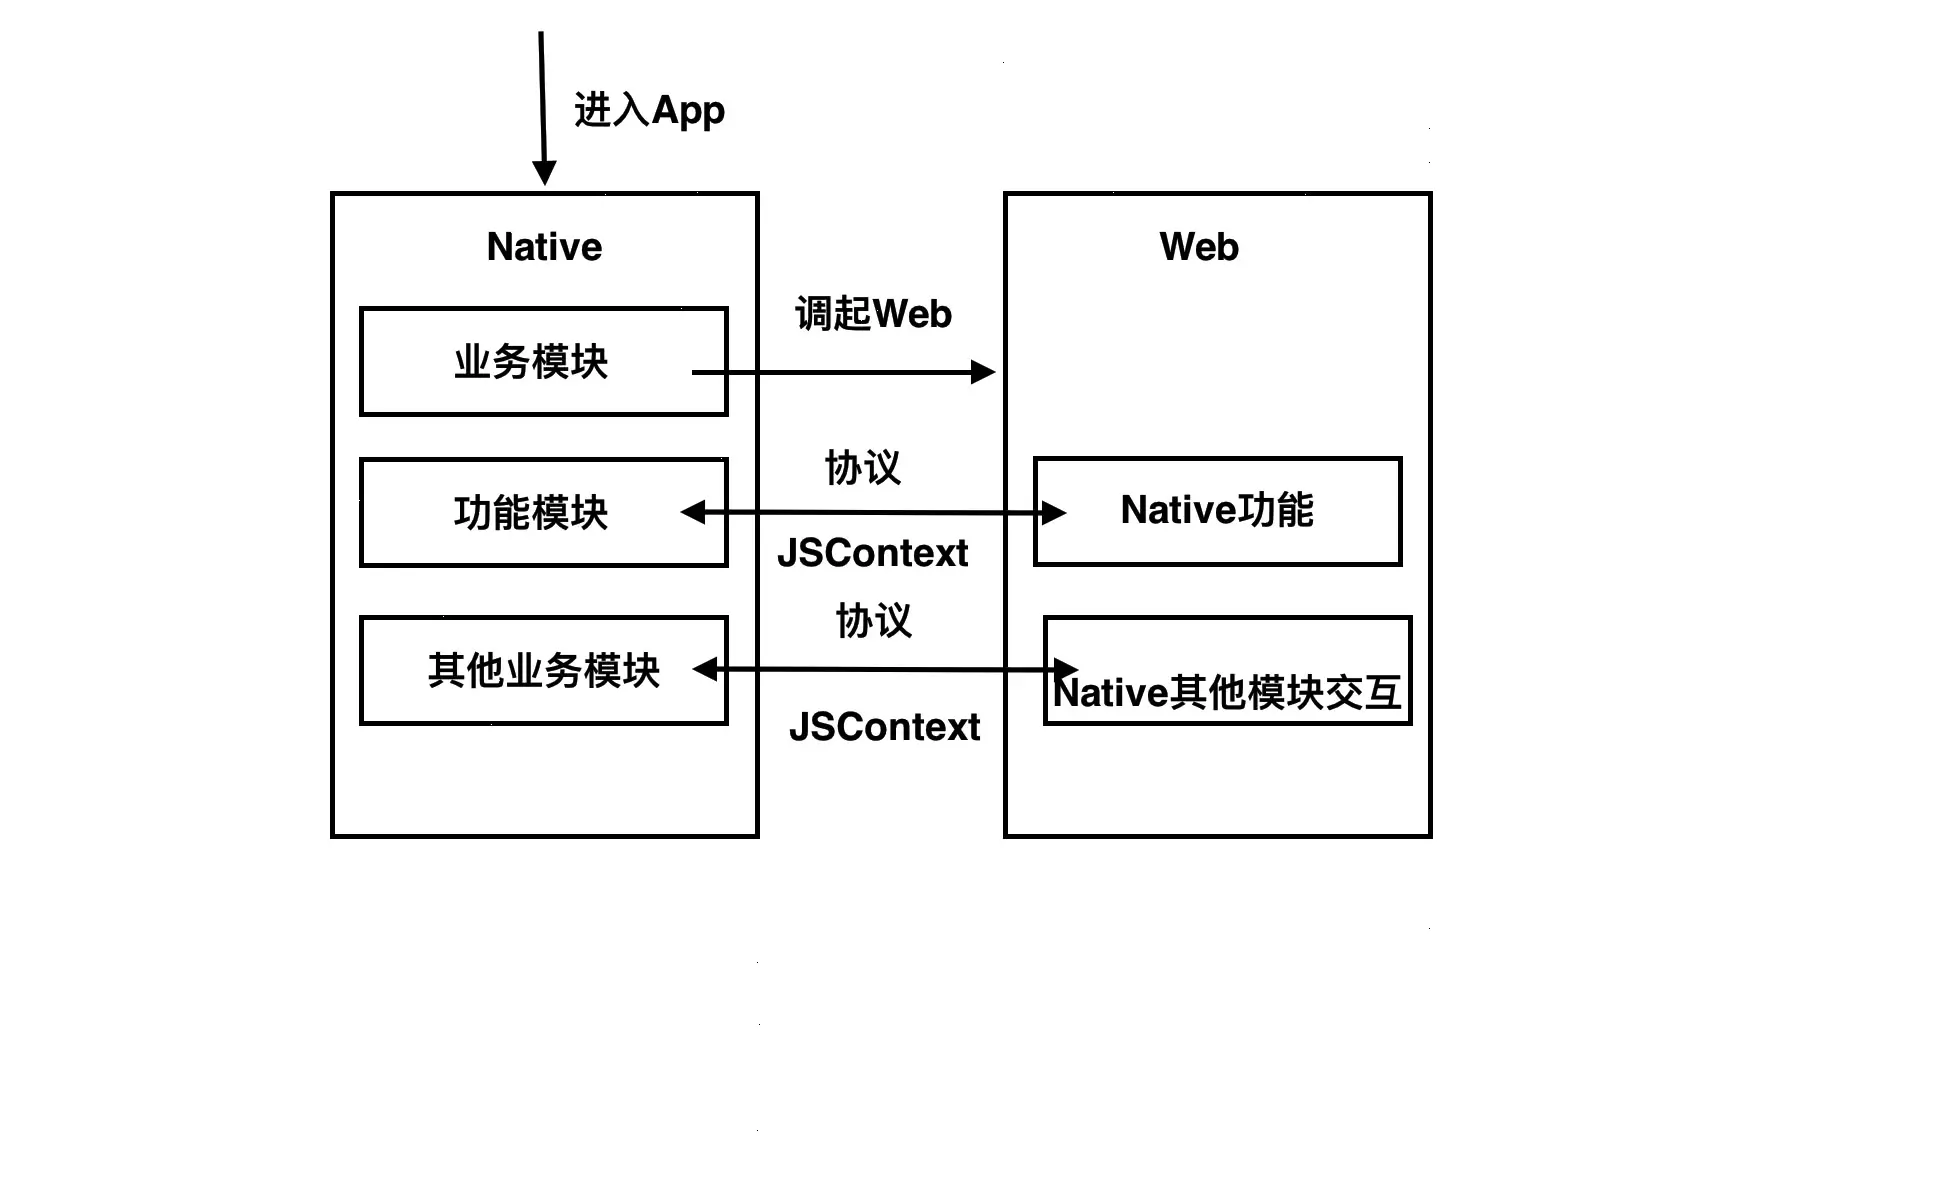 进入App
Native
Web
业务模块
调起Web
功能模块
协议
JSContext
Native功能
其他业务模块
协议
JSContext
Native其他模块交互